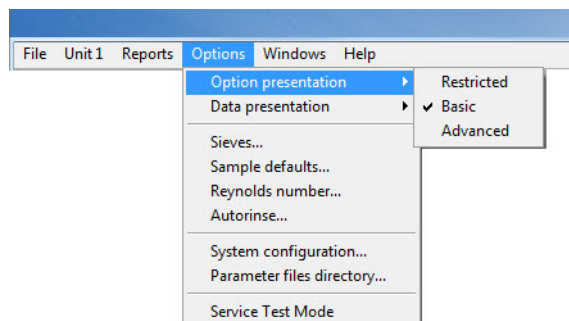 File Unit 1 Reports Options Windows Help
Option presentation
Restricted
Data presentation
Basic
Advanced
Sieves...
Sample defaults...
Reynolds number...
Autorinse...
System configuration...
Parameter files directory...
Service Test Mode